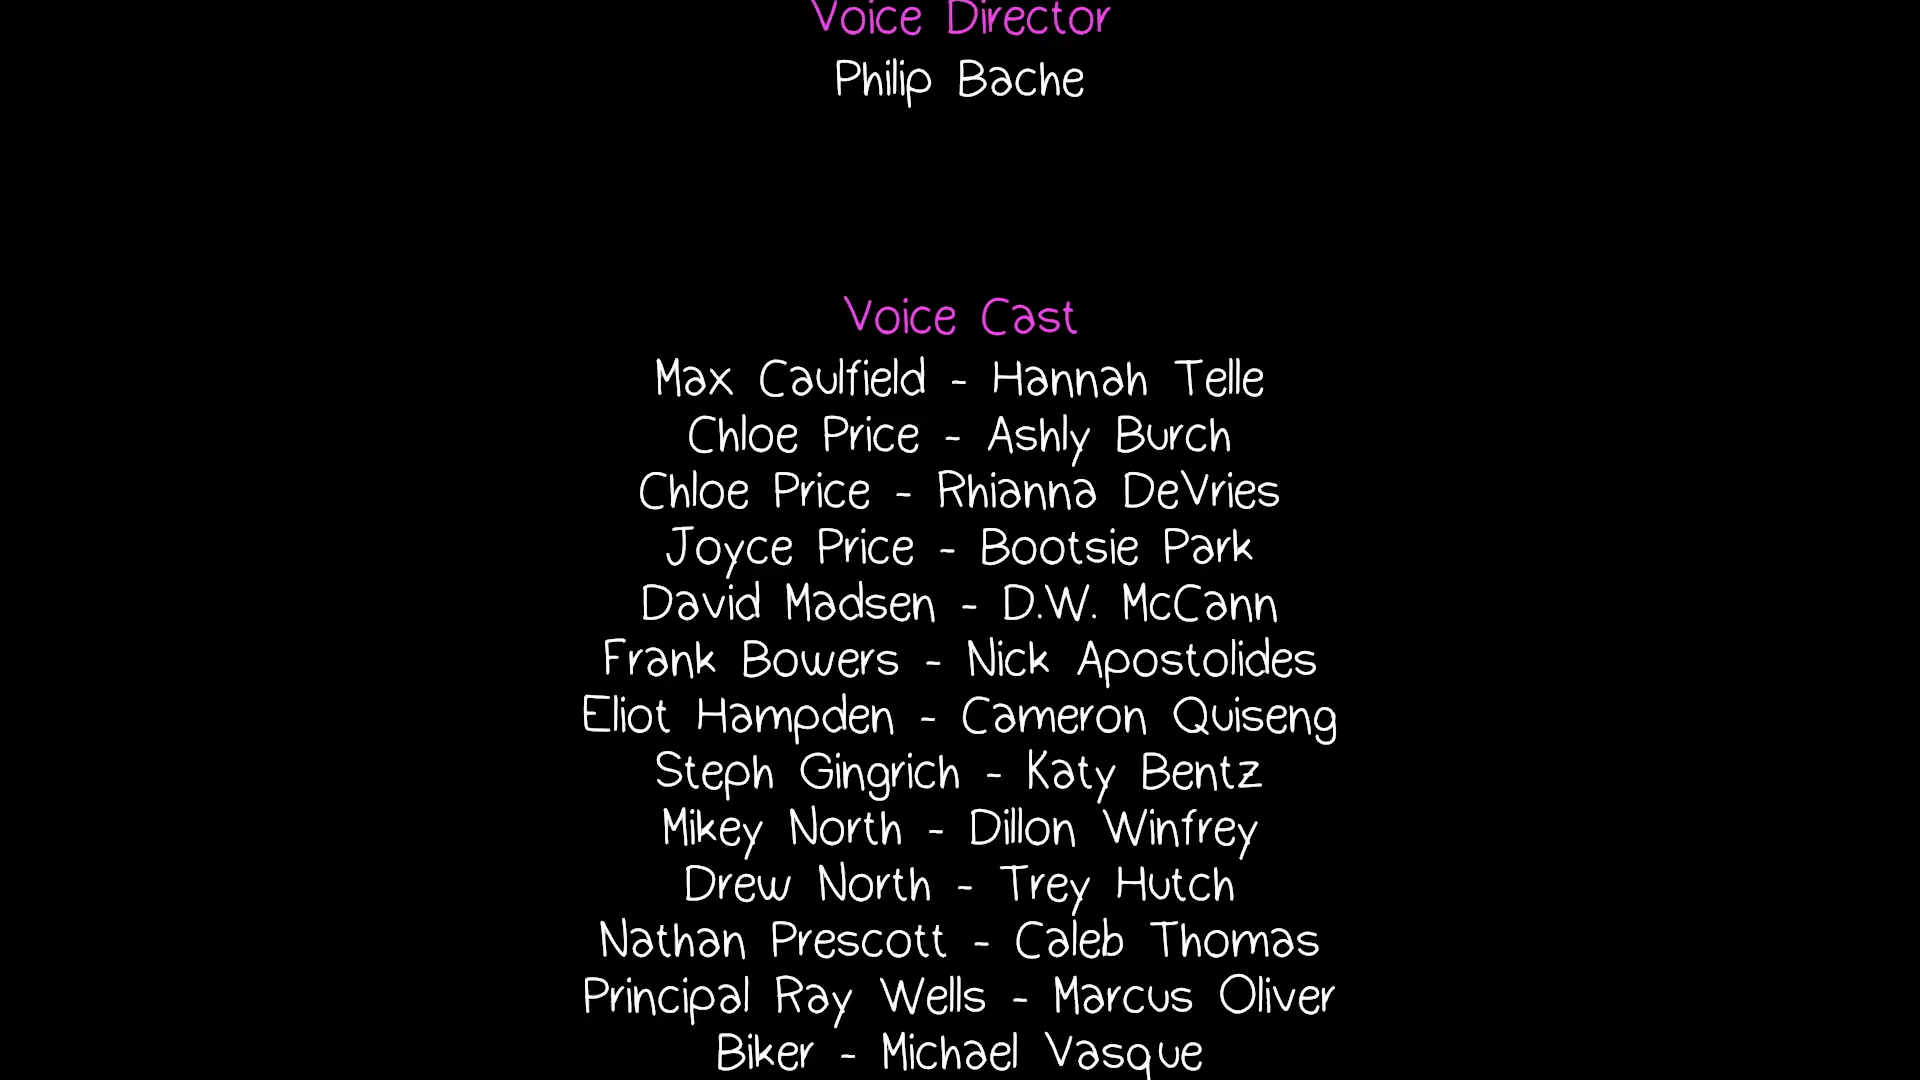 Voice Director
Philip Bache
Voice Cast
Max Caulfield - Hannah Telle
Chloe Price - Ashly Burch
Chloe Price - Rhianna DeVries
Joyce Price - Bootsie Park
David Madsen - D.W. McCann
Frank Bowers - Nick Apostolides
Eliot Hampden - Cameron Quiseng
Steph Gingrich - Katy Bentz
Mikey North - Dillon Winfrey
Drew North - Trey Hutch
Nathan Prescott - Caleb Thomas
Principal Ray Wells - Marcus Oliver
Biker - Michael Vasque